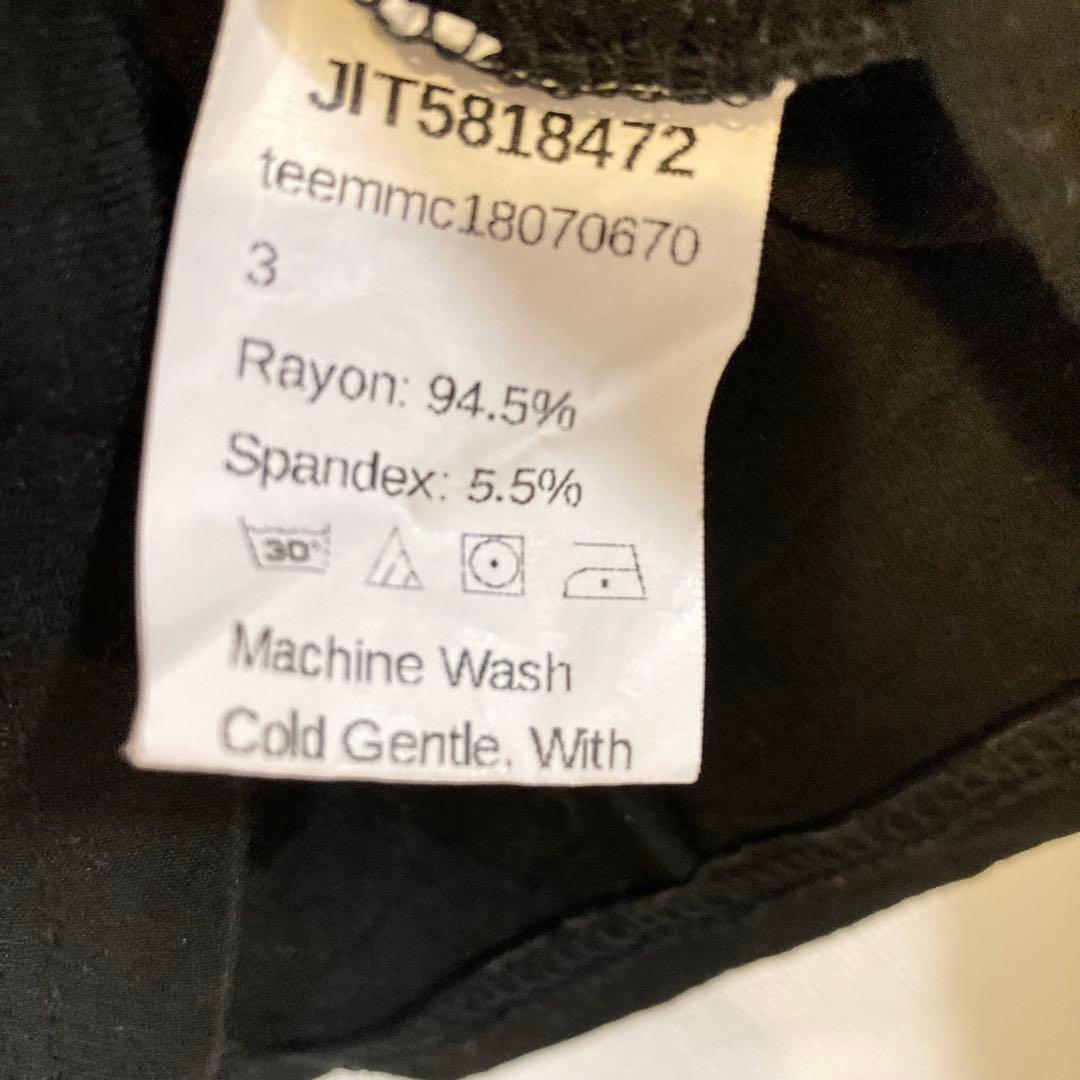 JIT5818472
teemmc18070670
3
Rayon: 94.5%
Spandex: 5.5%
30°
Machine Wash
Cold Gentle, With